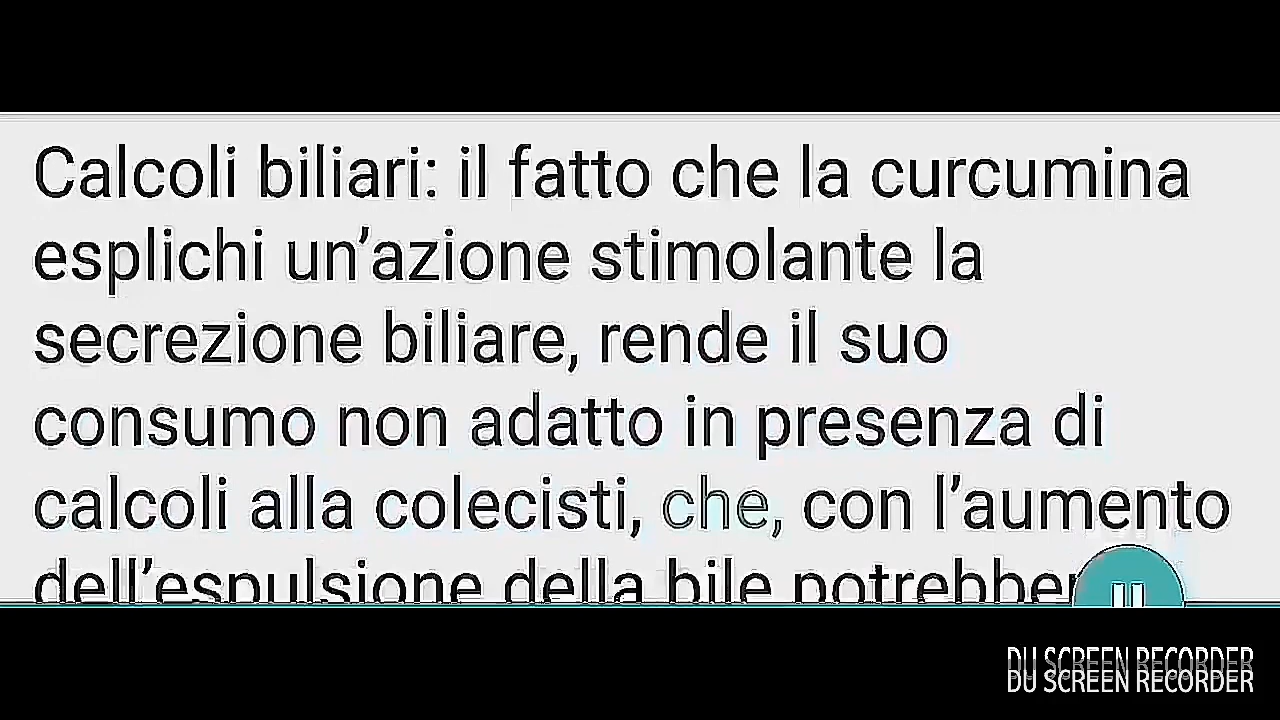 Calcoli biliari: il fatto che la curcumina
esplichi un’azione stimolante la
secrezione biliare, rende il suo
consumo non adatto in presenza di
calcoli alla colecisti, che, con l’aumento
dell’espulsione della bile
DU SCREEN RECORDER
DU SCREEN RECORDER